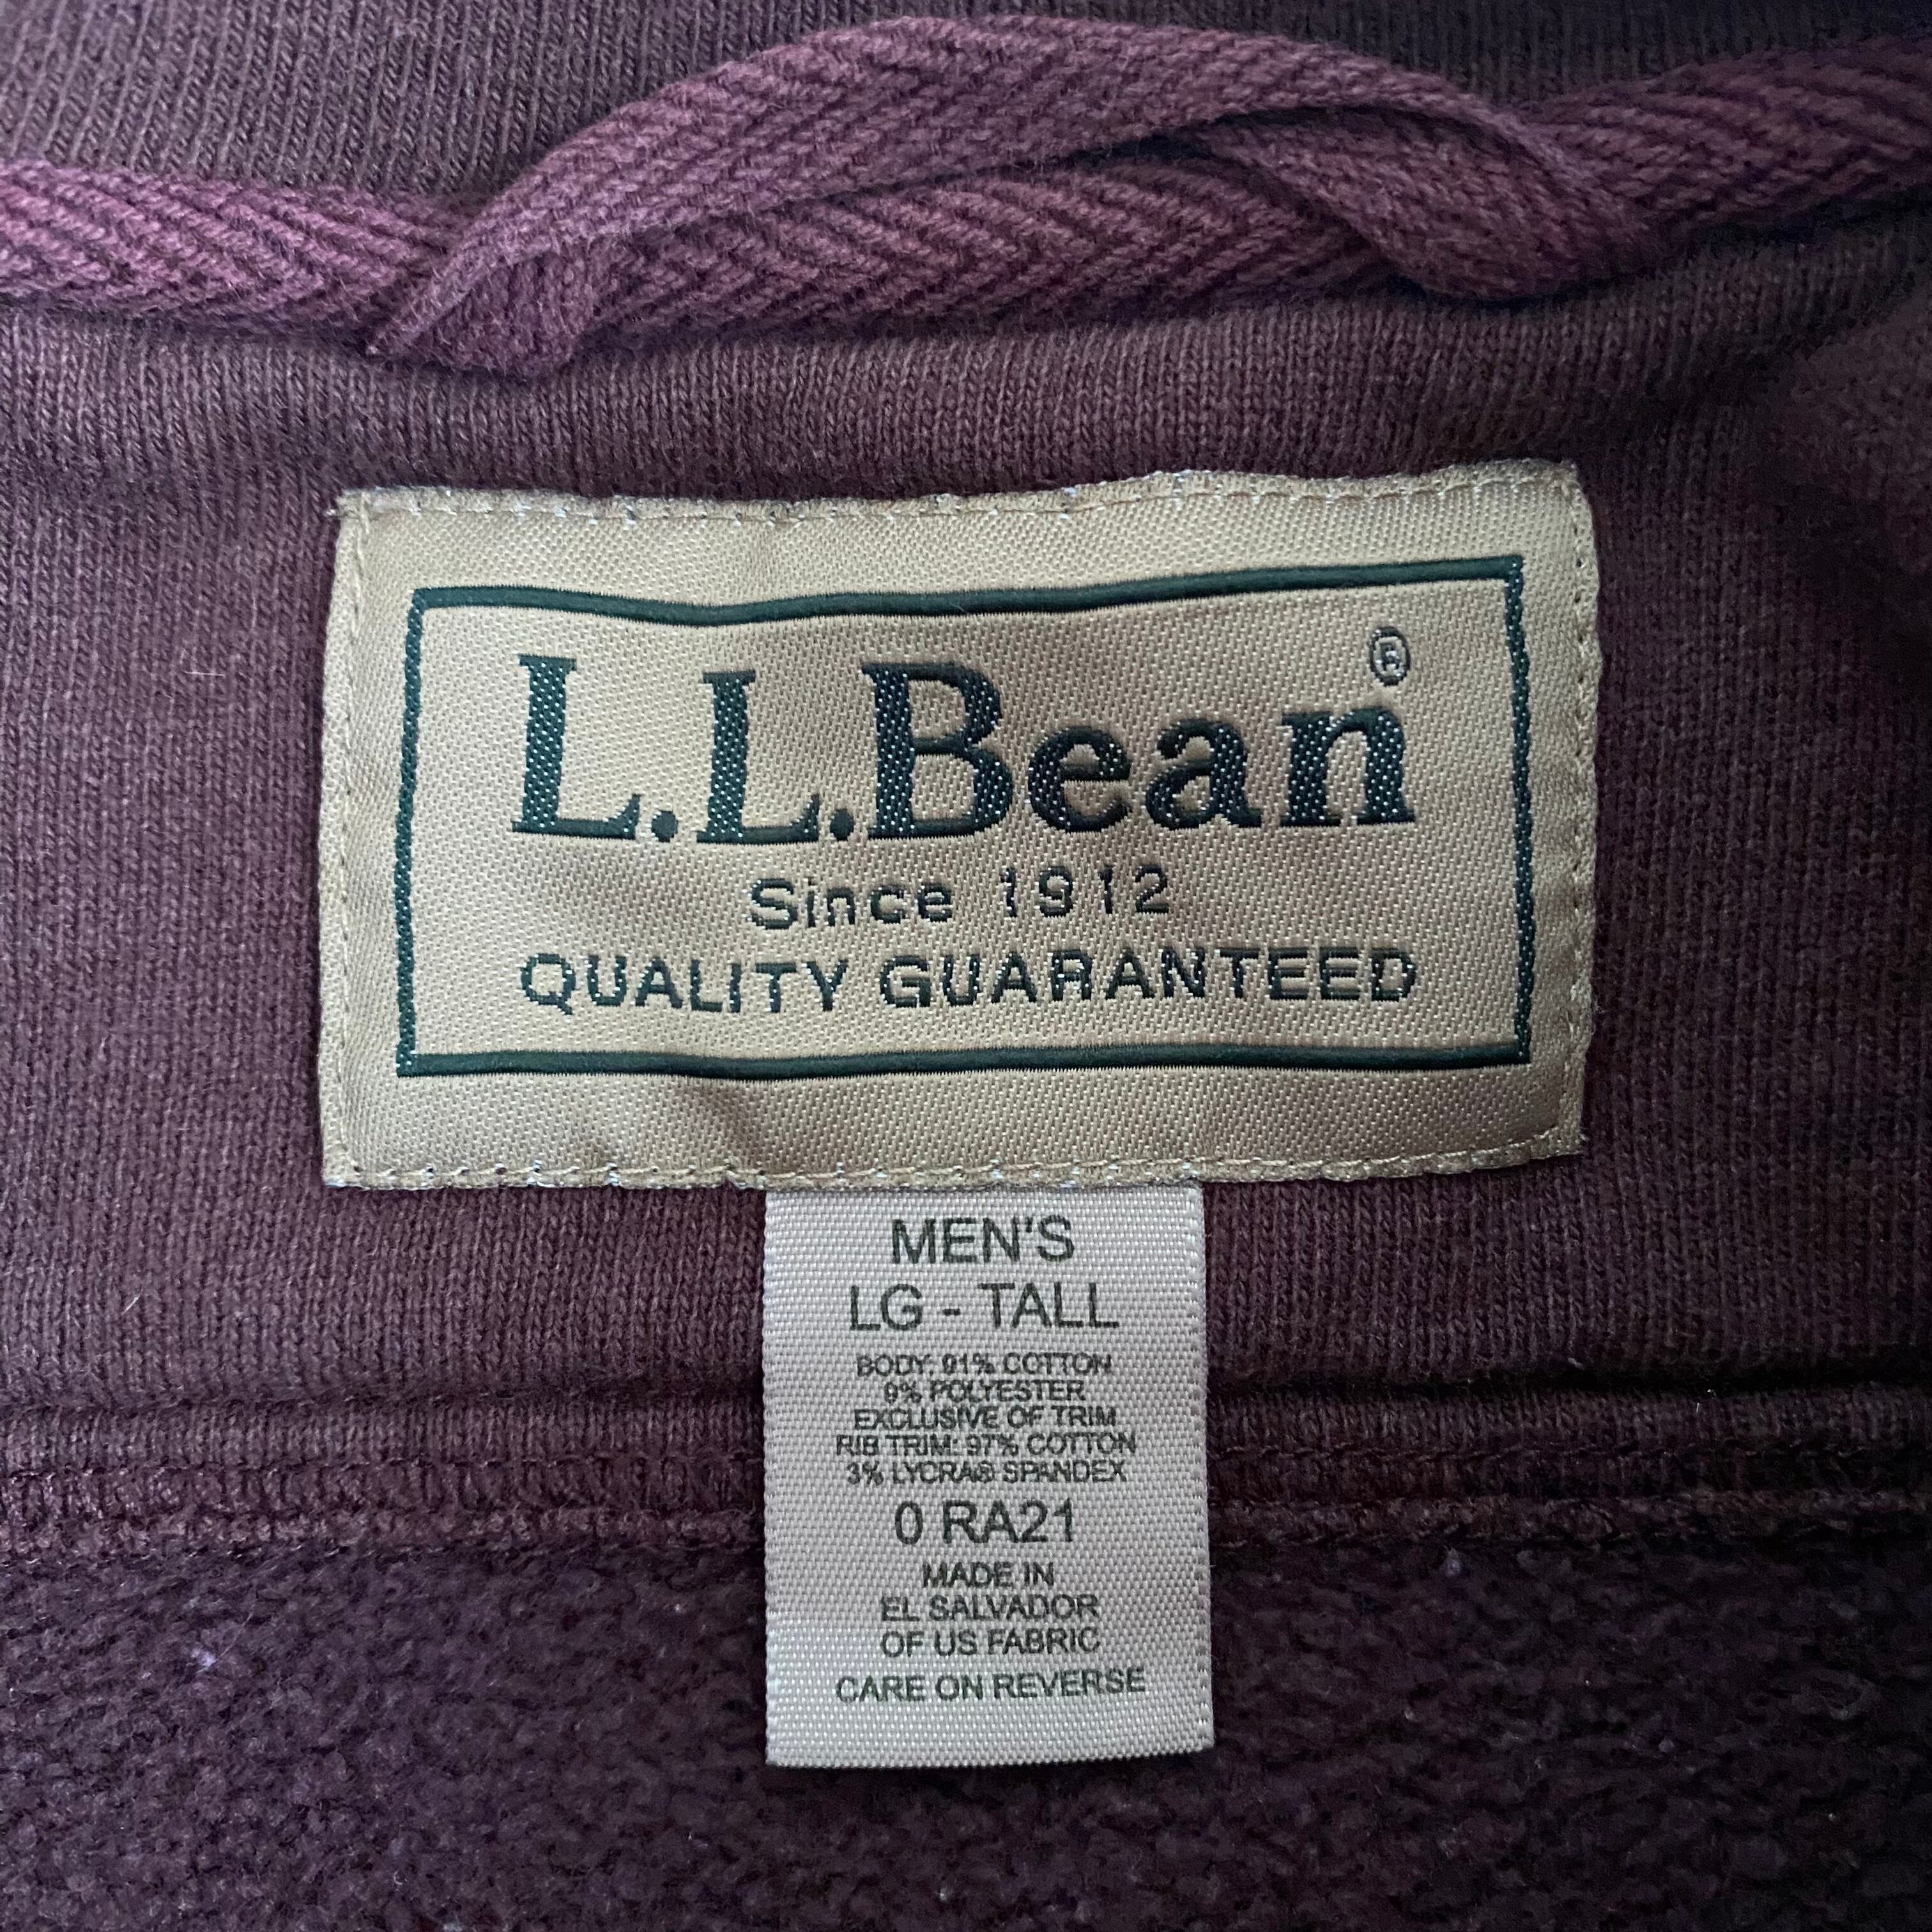 L.L.Bean®
Since 1912
QUALITY GUARANTEED
MEN'S
LG - TALL
BODY: 91% COTTON
9% POLYESTER
EXCLUSIVE OF TRIM
RIB TRIM: 97% COTTON
3% LYCRA® SPANDEX
0 RA21
MADE IN
EL SALVADOR
OF US FABRIC
CARE ON REVERSE